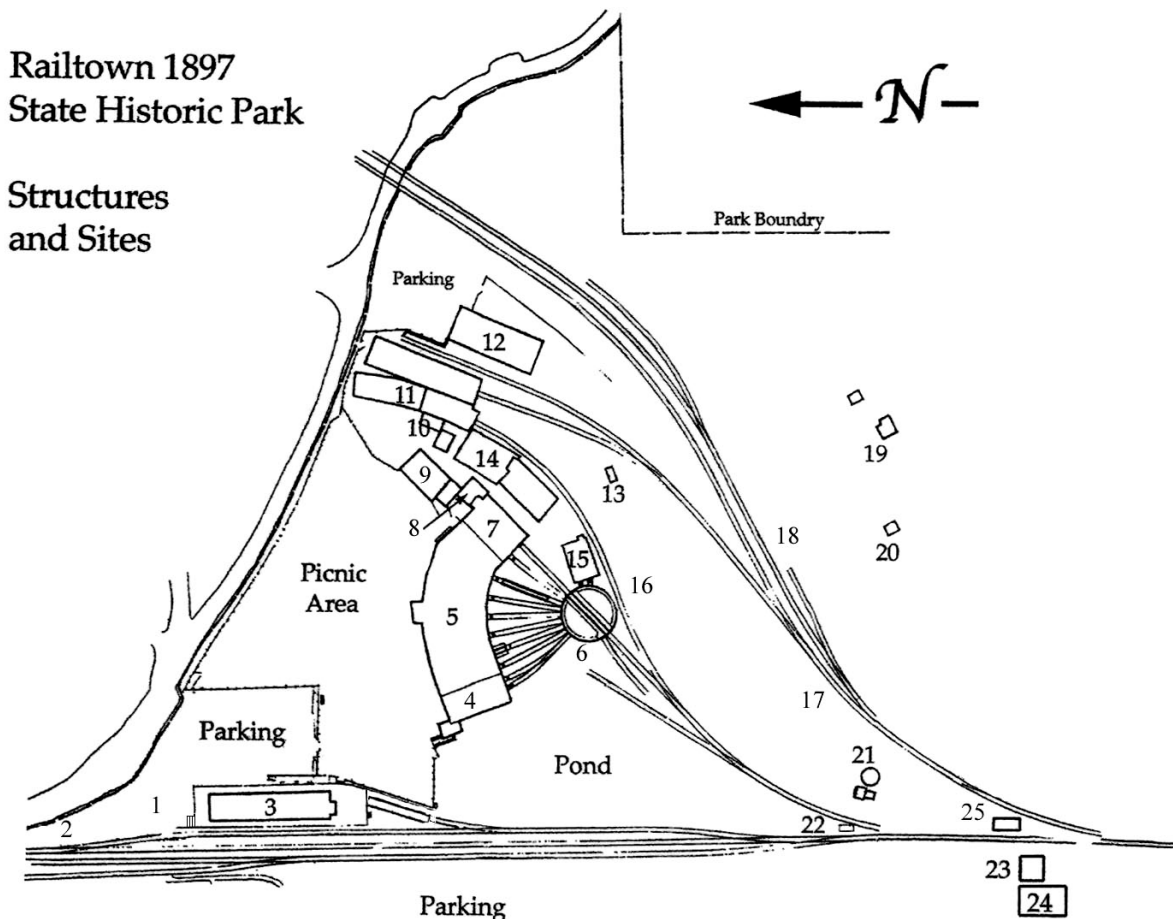 Railtown 1897
State Historic Park
Structures
and Sites
N
Park Boundry
Parking
12
11
10
14
9
13
19
8
7
18
20
Picnic
Area
15
16
5
6
4
17
Parking
Pond
21
1
3
2
22
25
23
24
Parking